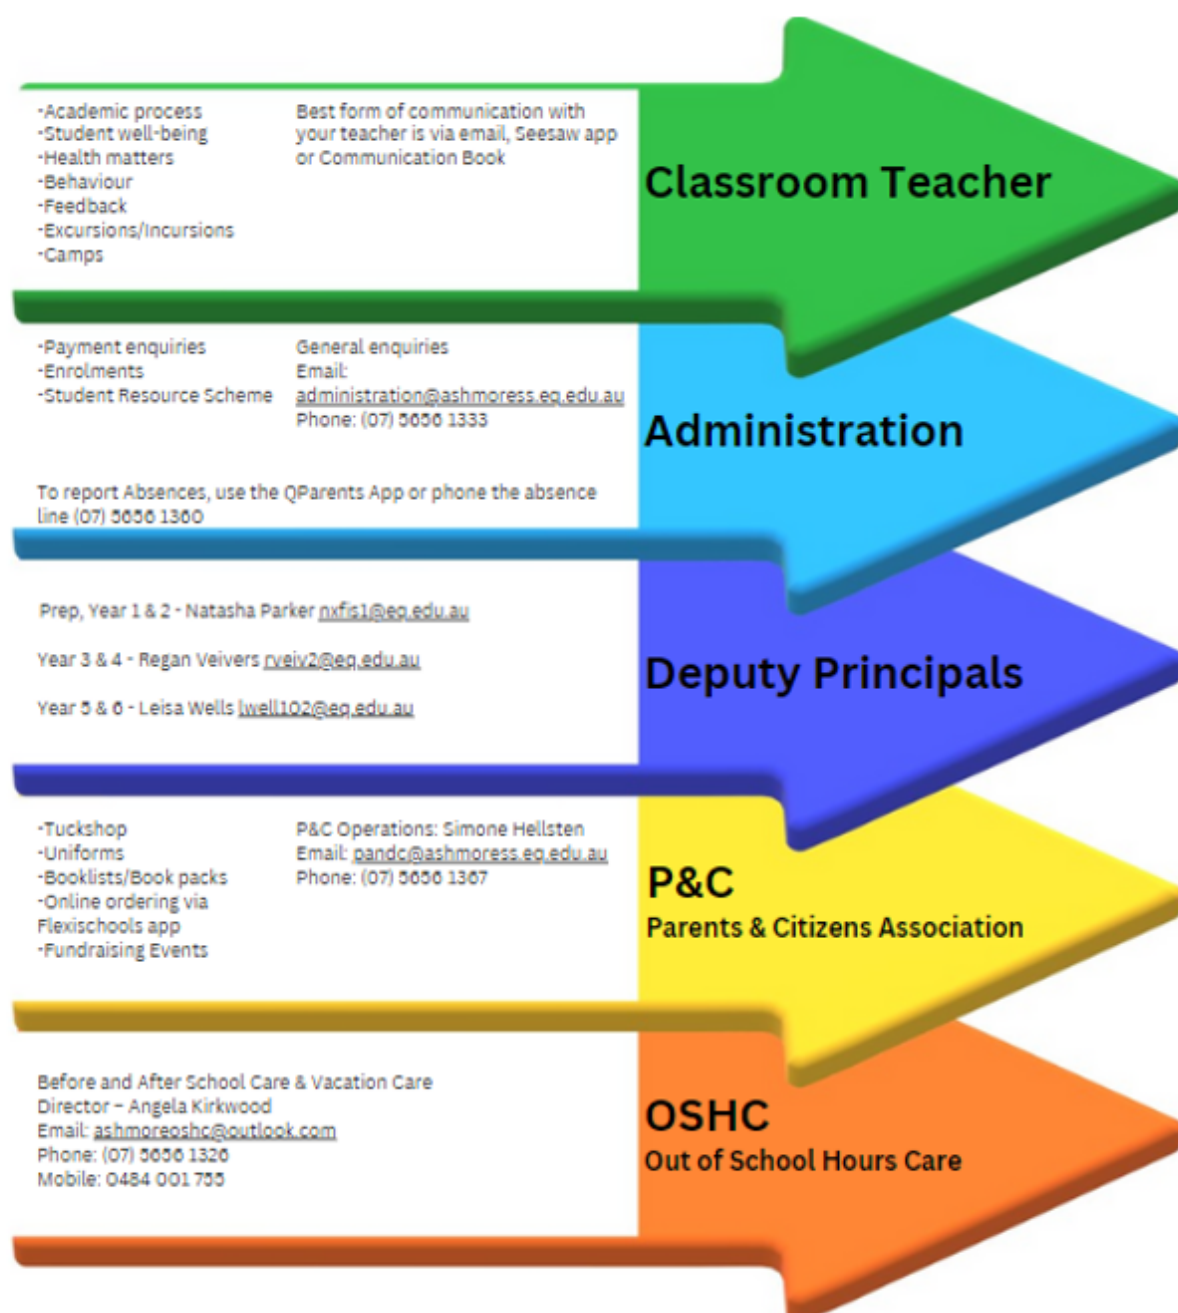 -Academic process
-Student well-being
-Health matters
-Behaviour
-Feedback
-Excursions/Incursions
-Camps
Best form of communication with
your teacher is via email, Seesaw app
or Communication Book
Classroom Teacher
-Payment enquiries
-Enrolments
-Student Resource Scheme
General enquiries
Email:
administration@ashmoress.eq.edu.au
Phone: (07) 5656 1333
To report Absences, use the QParents App or phone the absence
line (07) 5656 1360
Administration
Prep, Year 1 & 2 - Natasha Parker nxfis1@eq.edu.au
Year 3 & 4 - Regan Veivers rveiv2@eq.edu.au
Year 5 & 6 - Leisa Wells lwell102@eq.edu.au
Deputy Principals
-Tuckshop
-Uniforms
-Booklists/Book packs
-Online ordering via
Flexischools app
-Fundraising Events
P&C Operations: Simone Hellsten
Email: pandc@ashmoress.eq.edu.au
Phone: (07) 5656 1367
P&C
Parents & Citizens Association
Before and After School Care & Vacation Care
Director – Angela Kirkwood
Email: ashmoreoshc@outlook.com
Phone: (07) 5656 1326
Mobile: 0484 001 755
OSHC
Out of School Hours Care